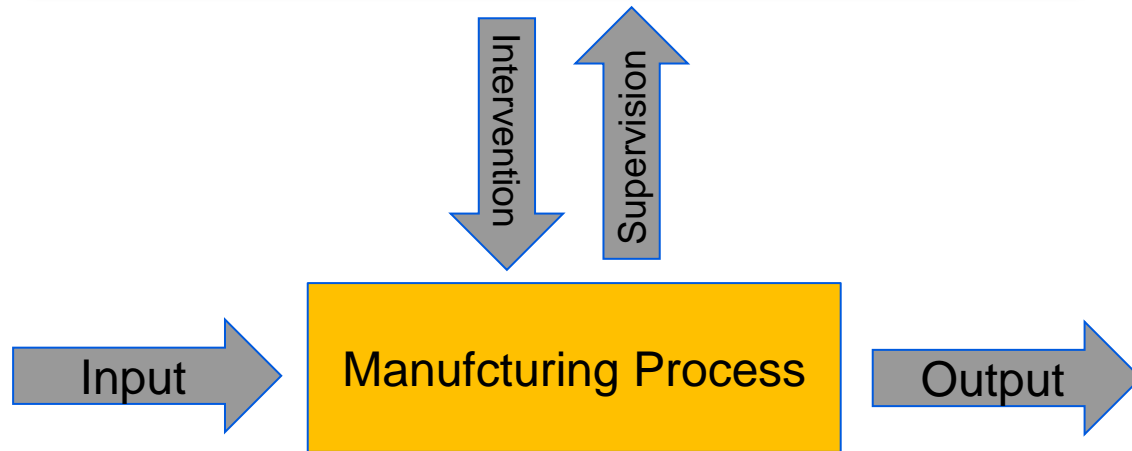 Intervention
Supervision
Input
Manufcturing Process
Output